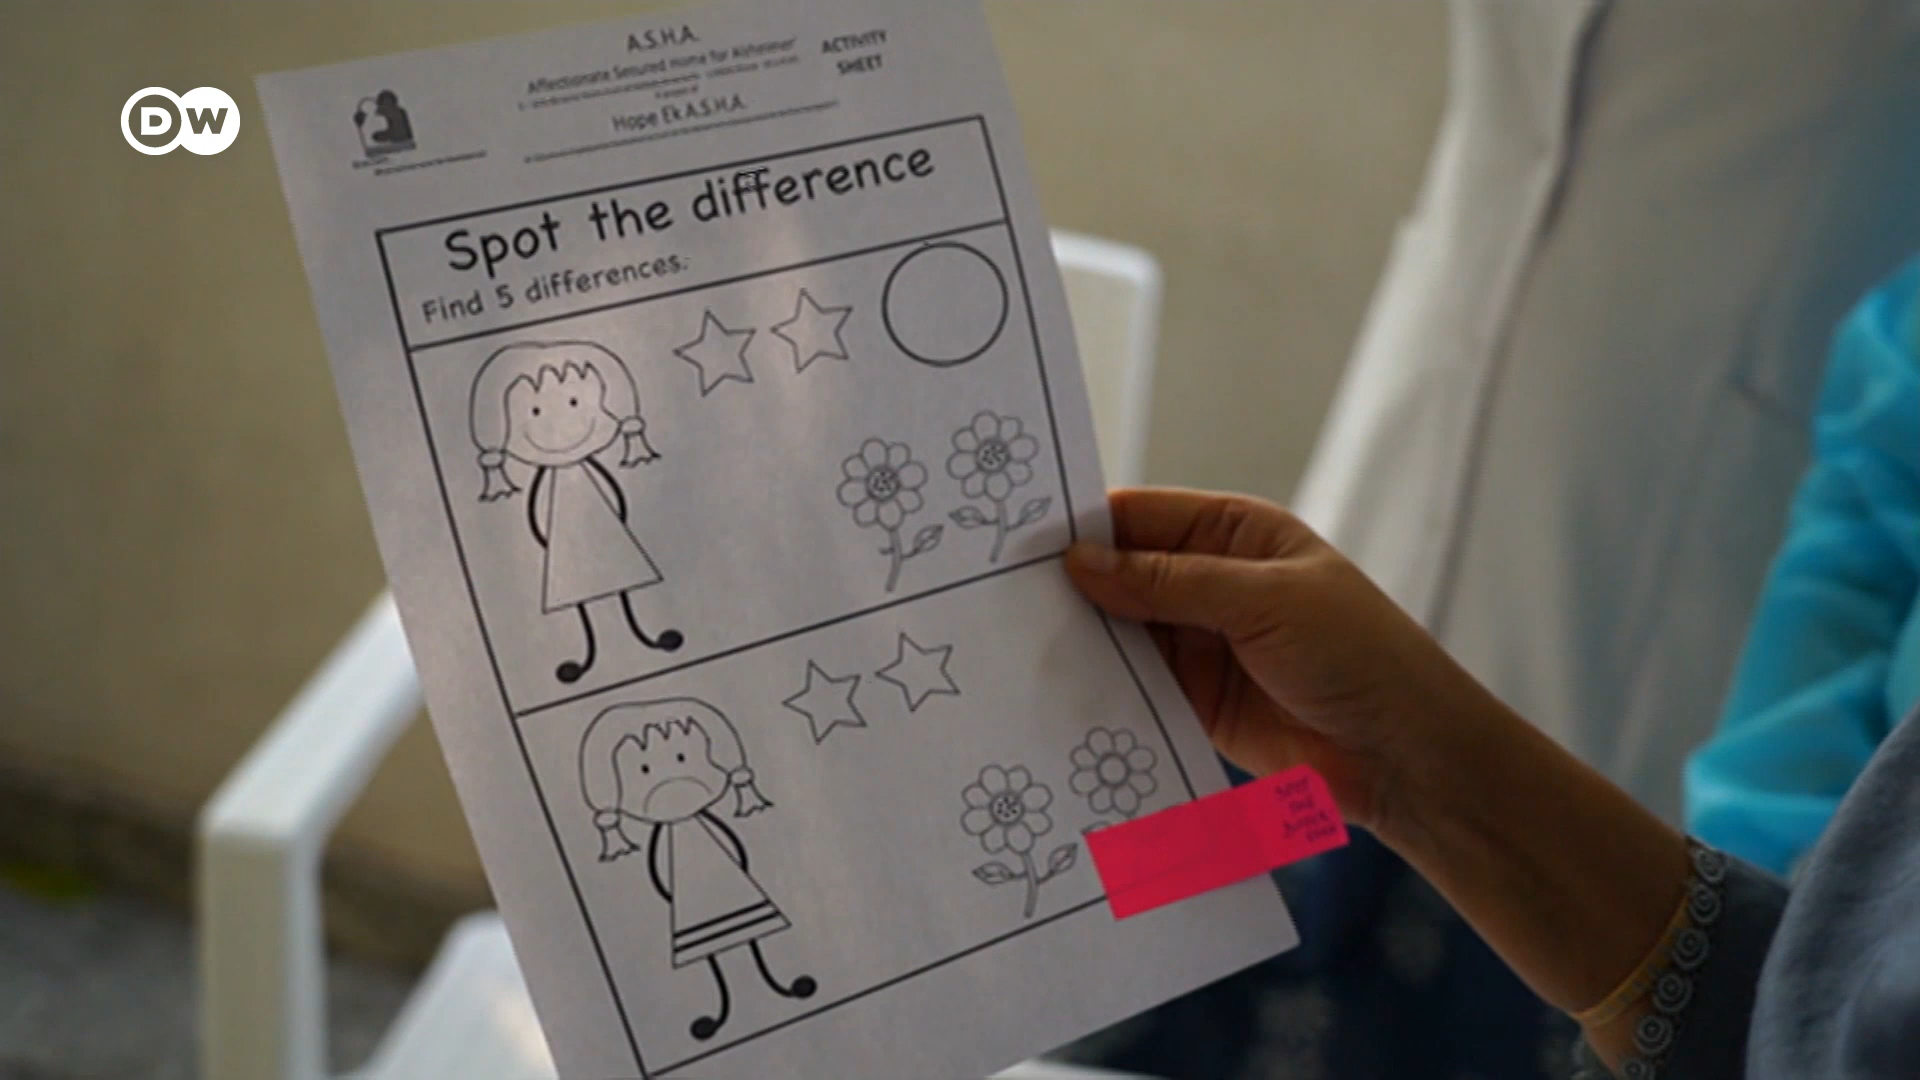 DW
A.S.H.A.
Affectionate Secured Home for Alzheimer'
ACTIVITY
SHEET
Hope Ek A.S.H.A.
Spot the difference
Find 5 differences.